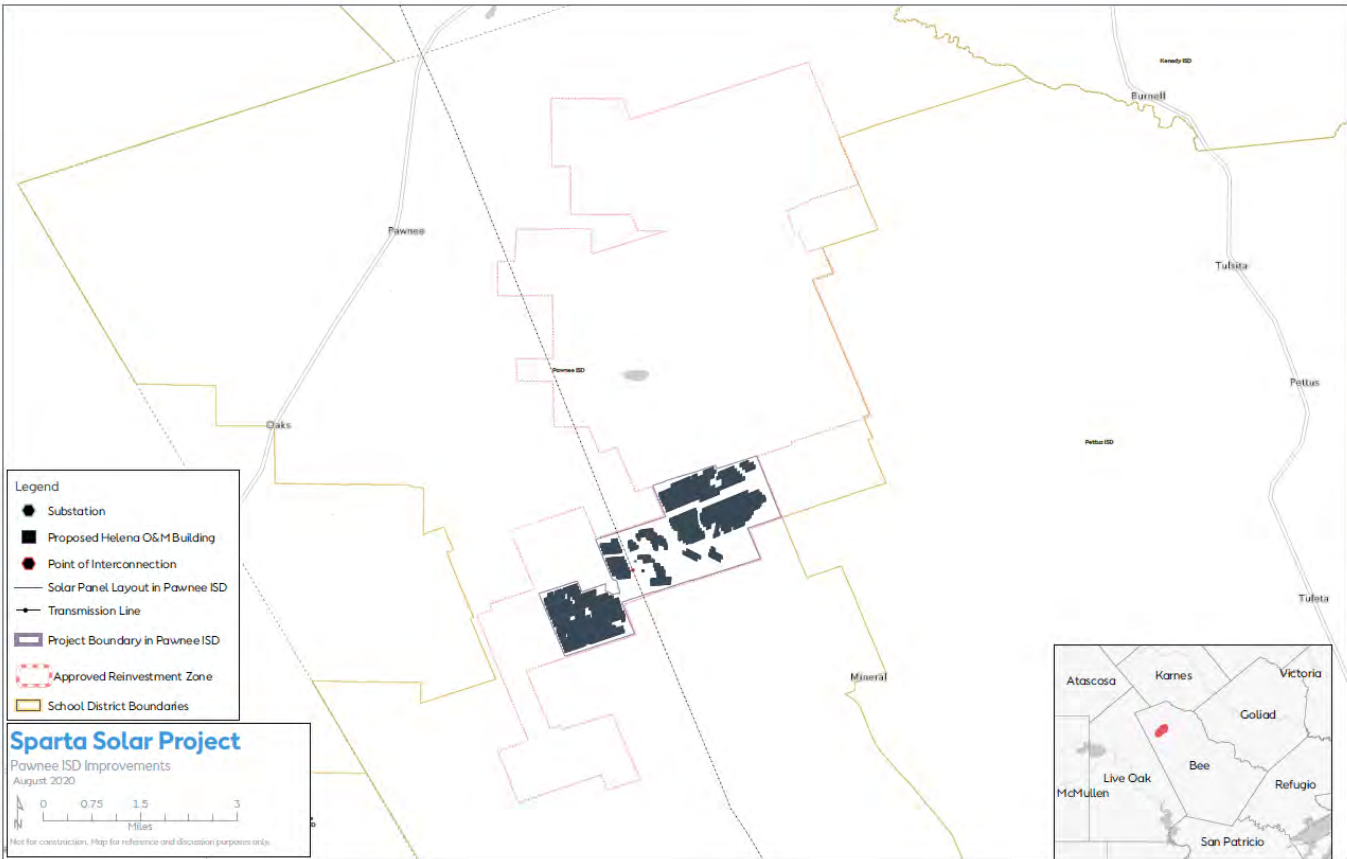 Kenedy ISD
Burnell
Pawnee
Tulsita
Pawnee ISD
Pettus
Oaks
Pettus ISD
Legend
Substation
Proposed Helena O&M Building
Point of Interconnection
Solar Panel Layout in Pawnee ISD
Transmission Line
Project Boundary in Pawnee ISD
Approved Reinvestment Zone
School District Boundaries
Tuleta
Mineral
Sparta Solar Project
Pawnee ISD Improvements
August 2020
N
0 0.75 1.5 3
Miles
Not for construction. Map for reference and discussion purposes only.
Atascosa
Karnes
Victoria
Goliad
Bee
Live Oak
McMullen
Refugio
San Patricio